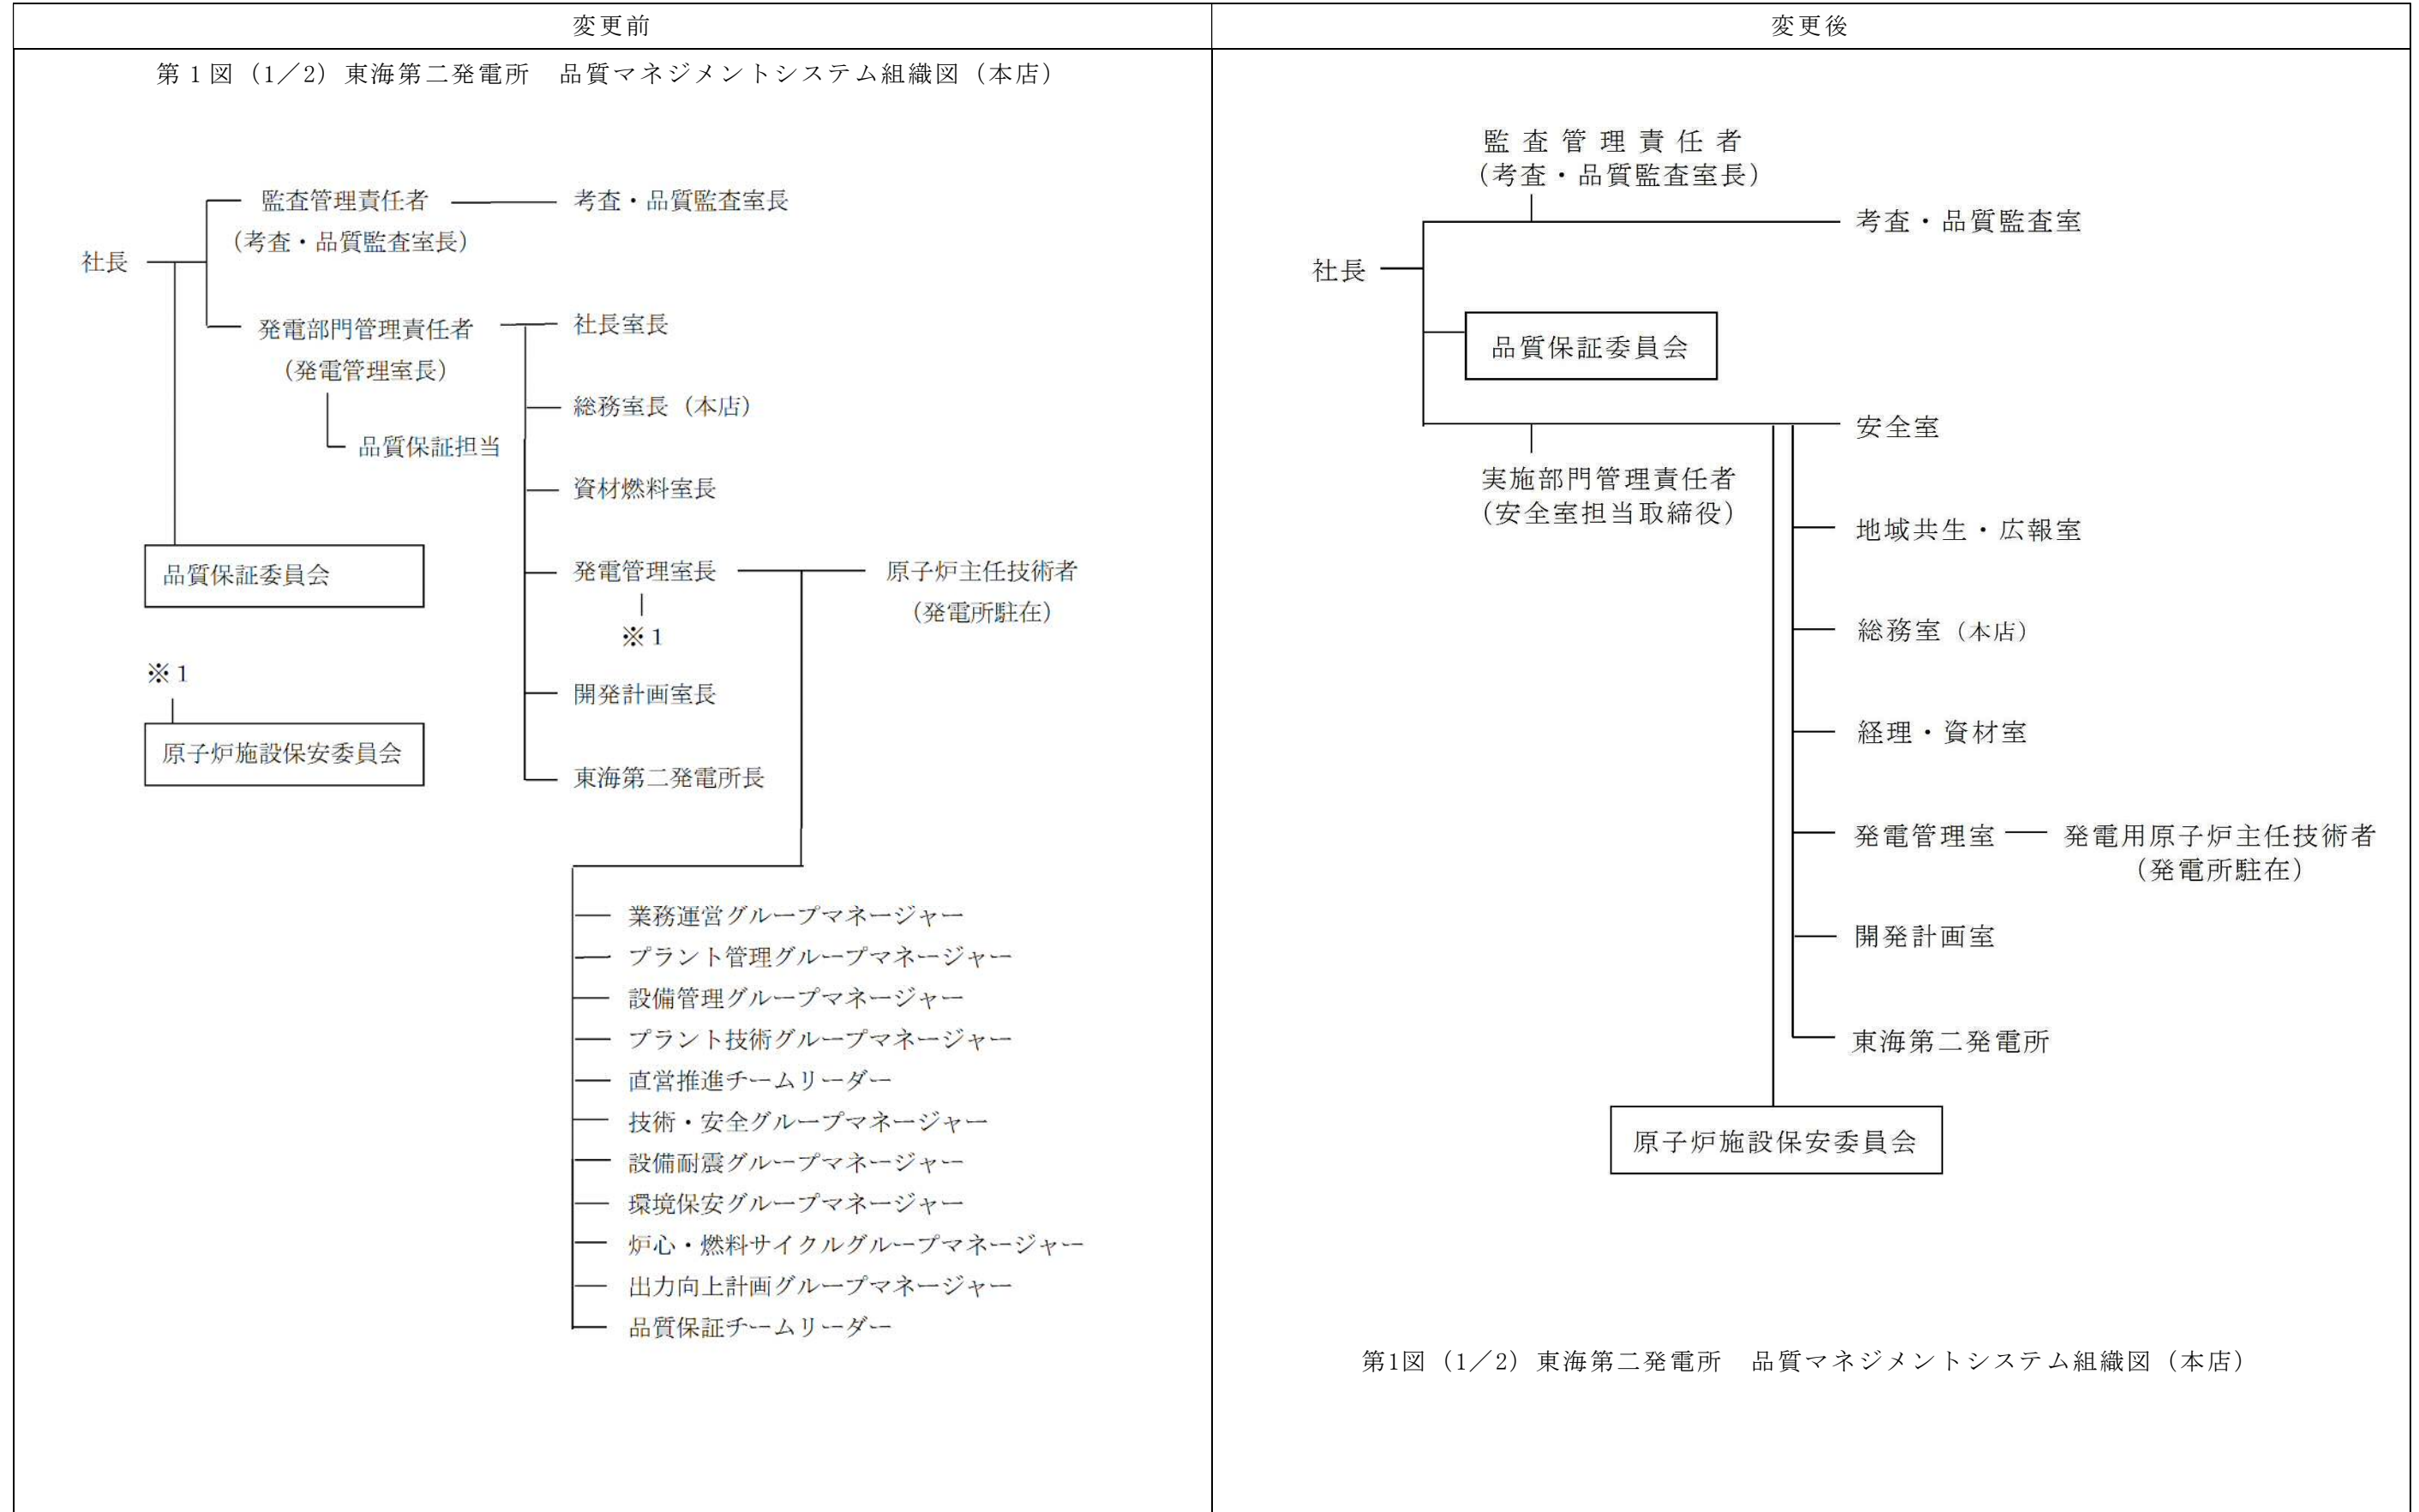 変更前
変更後
第1図（1／2）東海第二発電所　品質マネジメントシステム組織図（本店）
監査管理責任者
考査・品質監査室長
（考査・品質監査室長）
社長
発電部門管理責任者
社長室長
（発電管理室長）
総務室長（本店）
品質保証担当
資材燃料室長
品質保証委員会
発電管理室長
原子炉主任技術者
（発電所駐在）
※1
※1
開発計画室長
原子炉施設保安委員会
東海第二発電所長
業務運営グループマネージャー
プラント管理グループマネージャー
設備管理グループマネージャー
プラント技術グループマネージャー
直営推進チームリーダー
技術・安全グループマネージャー
設備耐震グループマネージャー
環境保安グループマネージャー
炉心・燃料サイクルグループマネージャー
出力向上計画グループマネージャー
品質保証チームリーダー
監査管理責任者
（考査・品質監査室長）
考査・品質監査室
社長
品質保証委員会
安全室
実施部門管理責任者
（安全室担当取締役）
地域共生・広報室
総務室（本店）
経理・資材室
発電管理室
発電用原子炉主任技術者
（発電所駐在）
開発計画室
東海第二発電所
原子炉施設保安委員会
第1図（1／2）東海第二発電所　品質マネジメントシステム組織図（本店）